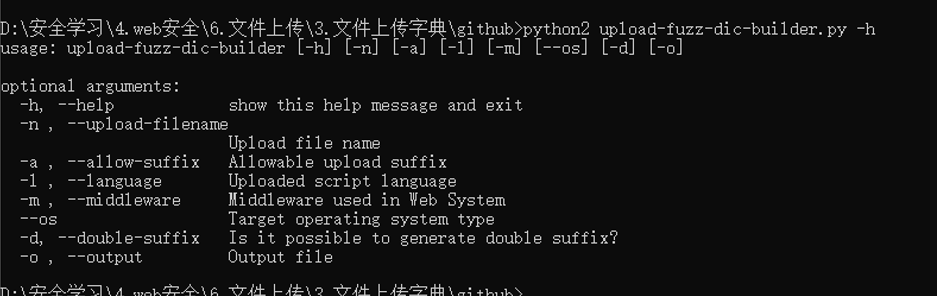 D:\安全学习\4.web安全\6.文件上传\3.文件上传字典\github>python2 upload-fuzz-dic-builder.py -h
usage: upload-fuzz-dic-builder [-h] [-n] [-a] [-l] [-m] [--os] [-d] [-o]
optional arguments:
-h, --help show this help message and exit
-n , --upload-filename
Upload file name
-a , --allow-suffix Allowable upload suffix
-l , --language Uploaded script language
-m , --middleware Middleware used in Web System
--os Target operating system type
-d, --double-suffix Is it possible to generate double suffix?
-o , --output Output file
D:\安全学习\4.web安全\6.文件上传\3.文件上传字典\github>